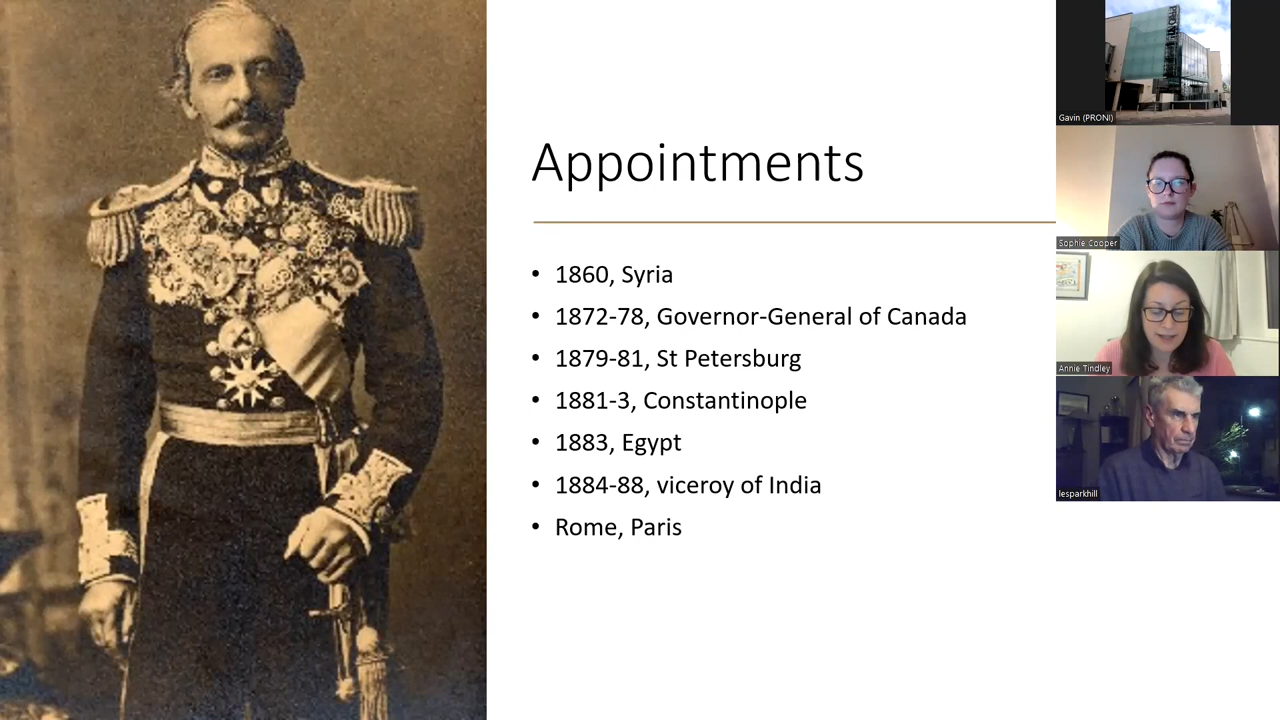 Appointments
• 1860, Syria
• 1872-78, Governor-General of Canada
• 1879-81, St Petersburg
• 1881-3, Constantinople
• 1883, Egypt
• 1884-88, viceroy of India
• Rome, Paris
Gavin (PRONI)
Sophie Cooper
Annie Tindley
lesparkhill